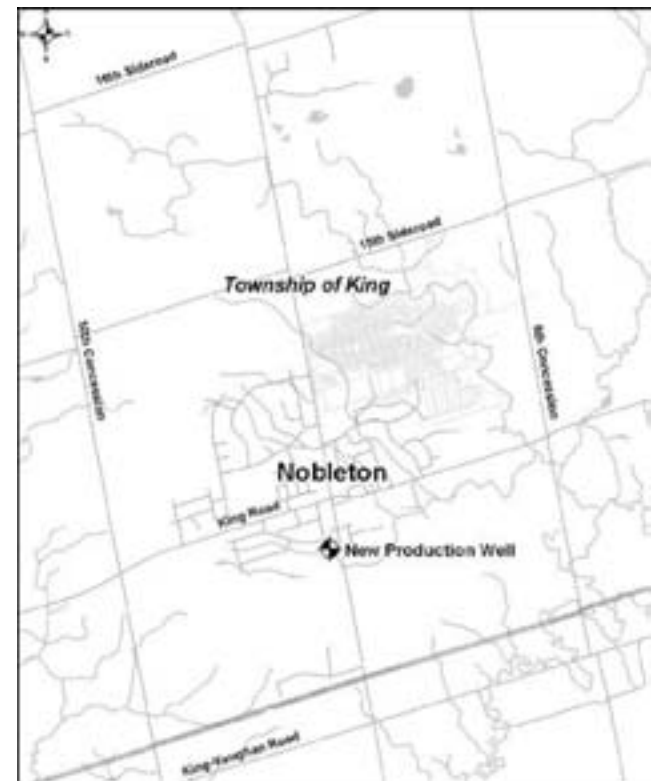 16th Sideroad
15th Sideroad
Township of King
10th Concession
8th Concession
Nobleton
King Road
New Production Well
King-Vaughan Road